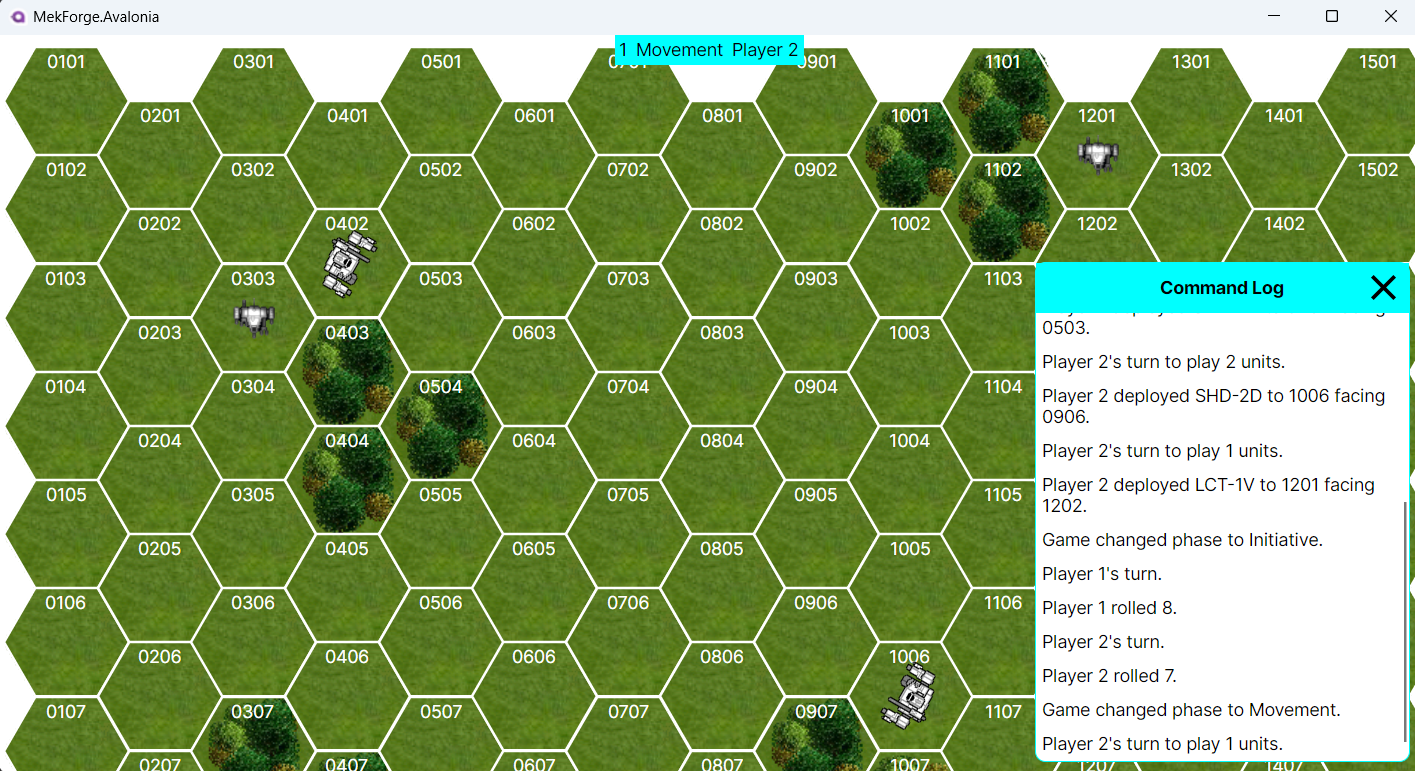 MekForge.Avalonia
1 Movement Player 2
0101 0301 0501 0901 1101 1301 1501
0201 0401 0601 0801 1001 1201 1401
0102 0302 0502 0702 0902 1102 1302 1502
0202 0402 0602 0802 1002 1202 1402
0103 0303 0503 0703 0903 1103
0203 0403 0603 0803 1003
0104 0304 0504 0704 0904 1104
0204 0404 0604 0804 1004
0105 0305 0505 0705 0905 1105
0205 0405 0605 0805 1005
0106 0306 0506 0706 0906 1106
0206 0406 0606 0806 1006
0107 0307 0507 0707 0907 1107
0207 0407 0607 0807 1007 1207 1407
Command Log
0503.
Player 2's turn to play 2 units.
Player 2 deployed SHD-2D to 1006 facing
0906.
Player 2's turn to play 1 units.
Player 2 deployed LCT-1V to 1201 facing
1202.
Game changed phase to Initiative.
Player 1's turn.
Player 1 rolled 8.
Player 2's turn.
Player 2 rolled 7.
Game changed phase to Movement.
Player 2's turn to play 1 units.